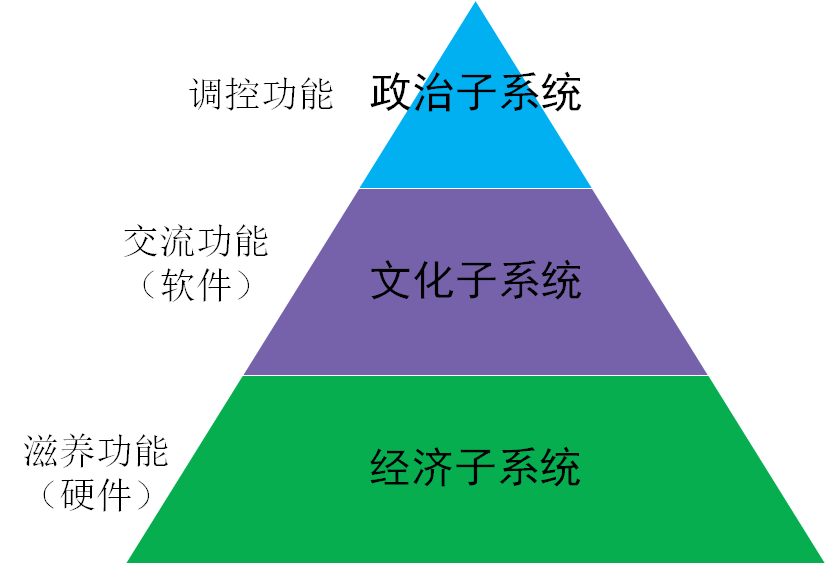 调控功能 政治子系统
交流功能
（软件）
文化子系统
滋养功能
（硬件）
经济子系统